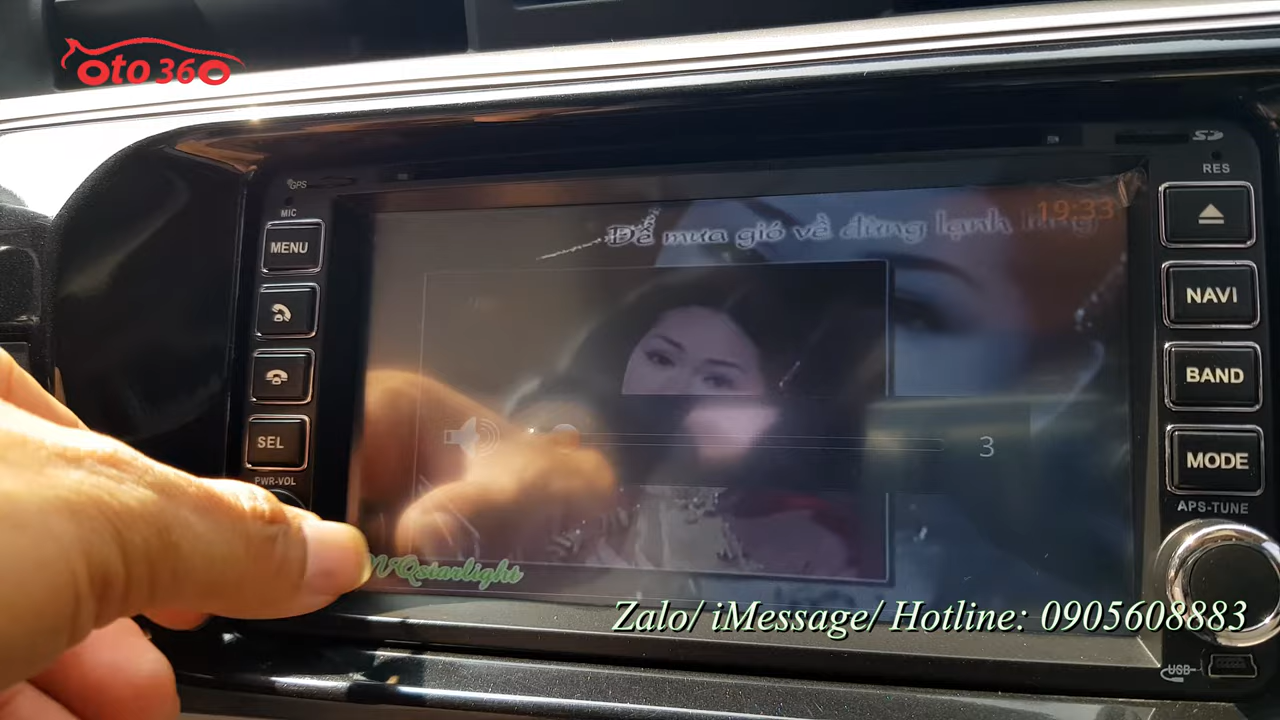 oto360
GPS
MIC
MENU
SEL
PWR-VOL
Để mưa gió về đừng lạnh lùng
19:33
3
N'Qstarlight
SD
RES
NAVI
BAND
MODE
APS-TUNE
Zalo/ iMessage/ Hotline: 0905608883
USB